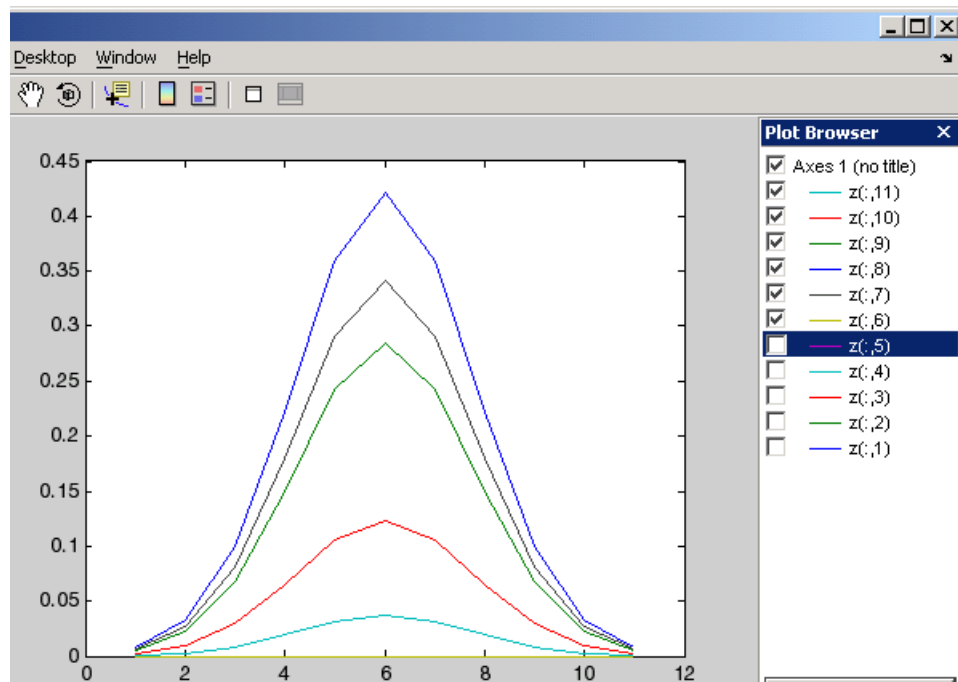 Desktop Window Help
Plot Browser
Axes 1 (no title)
z(:,11)
z(:,10)
z(:,9)
z(:,8)
z(:,7)
z(:,6)
z(:,5)
z(:,4)
z(:,3)
z(:,2)
z(:,1)
0.45
0.4
0.35
0.3
0.25
0.2
0.15
0.1
0.05
0
0 2 4 6 8 10 12